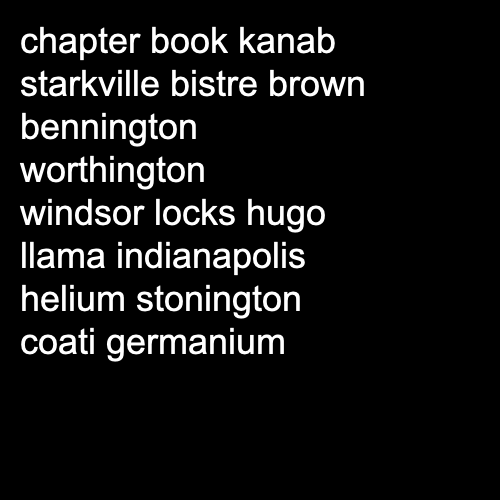 chapter book kanab
starkville bistre brown
bennington
worthington
windsor locks hugo
llama indianapolis
helium stonington
coati germanium